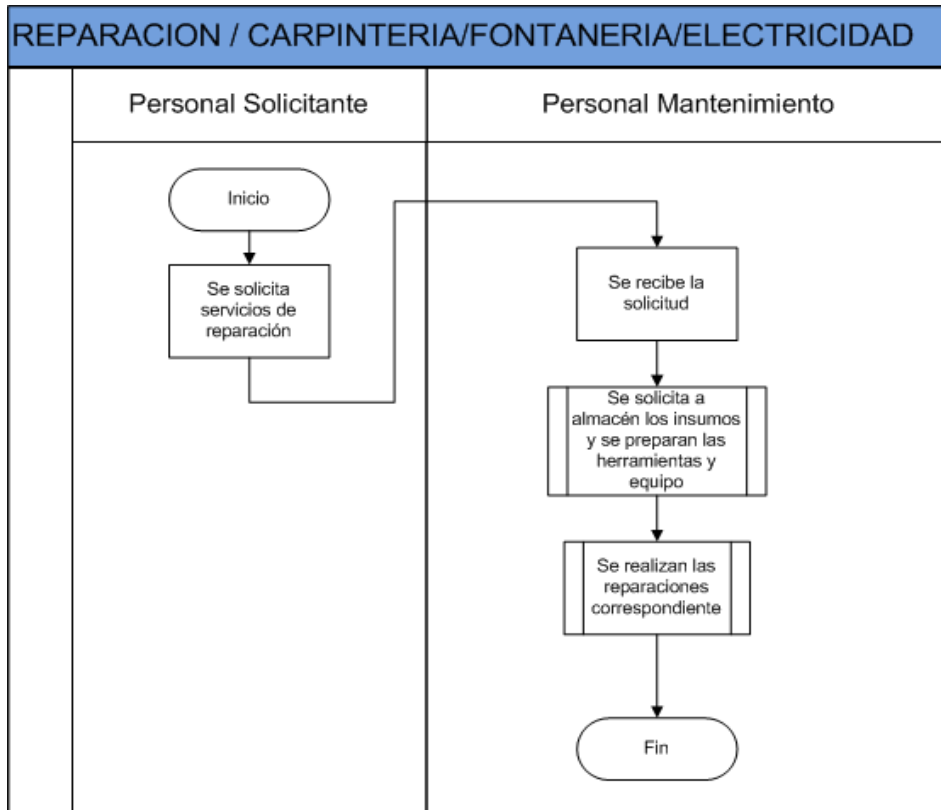 REPARACION / CARPINTERIA/FONTANERIA/ELECTRICIDAD
Personal Solicitante
Personal Mantenimiento
Inicio
Se solicita
servicios de
reparación
Se recibe la
solicitud
Se solicita a
almacén los insumos
y se preparan las
herramientas y
equipo
Se realizan las
reparaciones
correspondiente
Fin